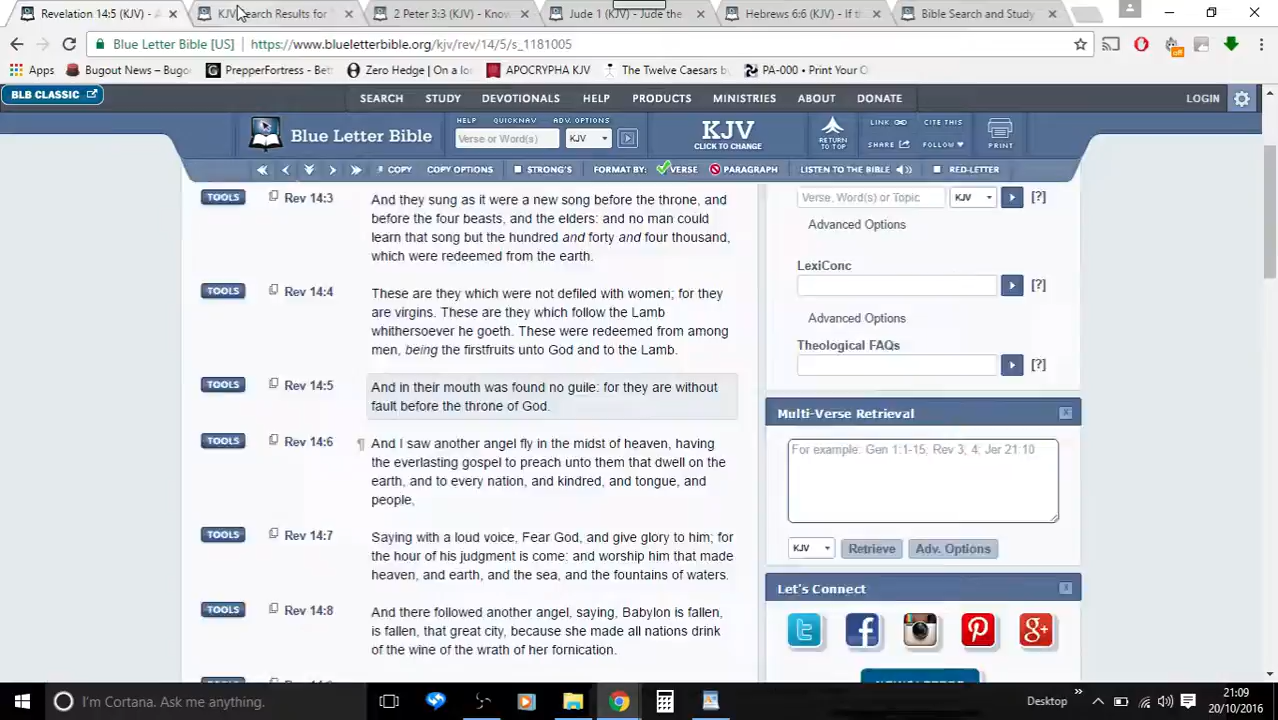 Revelation 14:5 (KJV) - A
KJV Search Results for "
2 Peter 3:3 (KJV) - Know
Jude 1 (KJV) - Jude the
Hebrews 6:6 (KJV) - If th
Bible Search and Study
Blue Letter Bible [US]
https://www.blueletterbible.org/kjv/rev/14/5/s_1181005
Apps
Bugout News – Bugo
PrepperFortress - Bett
Zero Hedge | On a lo
APOCRYPHA KJV
The Twelve Caesars b
PA-000 • Print Your O
BLB CLASSIC
SEARCH STUDY DEVOTIONALS HELP PRODUCTS MINISTRIES ABOUT DONATE
LOGIN
Blue Letter Bible
HELP QUICKNAV ADV. OPTIONS
Verse or Word(s)
KJV
KJV
CLICK TO CHANGE
RETURN
TO TOP
LINK
CITE THIS
SHARE
FOLLOW
PRINT
COPY COPY OPTIONS STRONG'S FORMAT BY: VERSE PARAGRAPH LISTEN TO THE BIBLE RED-LETTER
TOOLS Rev 14:3
And they sung as it were a new song before the throne, and
before the four beasts, and the elders: and no man could
learn that song but the hundred and forty and four thousand,
which were redeemed from the earth.
TOOLS Rev 14:4
These are they which were not defiled with women; for they
are virgins. These are they which follow the Lamb
whithersoever he goeth. These were redeemed from among
men, being the firstfruits unto God and to the Lamb.
TOOLS Rev 14:5
And in their mouth was found no guile: for they are without
fault before the throne of God.
TOOLS Rev 14:6
¶ And I saw another angel fly in the midst of heaven, having
the everlasting gospel to preach unto them that dwell on the
earth, and to every nation, and kindred, and tongue, and
people,
TOOLS Rev 14:7
Saying with a loud voice, Fear God, and give glory to him; for
the hour of his judgment is come: and worship him that made
heaven, and earth, and the sea, and the fountains of waters.
TOOLS Rev 14:8
And there followed another angel, saying, Babylon is fallen,
is fallen, that great city, because she made all nations drink
of the wine of the wrath of her fornication.
Verse, Word(s) or Topic
KJV
[?]
Advanced Options
LexiConc
[?]
Advanced Options
Theological FAQs
[?]
Multi-Verse Retrieval
For example: Gen 1:1-15; Rev 3; 4; Jer 21:10
KJV
Retrieve
Adv. Options
Let's Connect
I'm Cortana. Ask me anything.
Desktop
21:09
20/10/2016